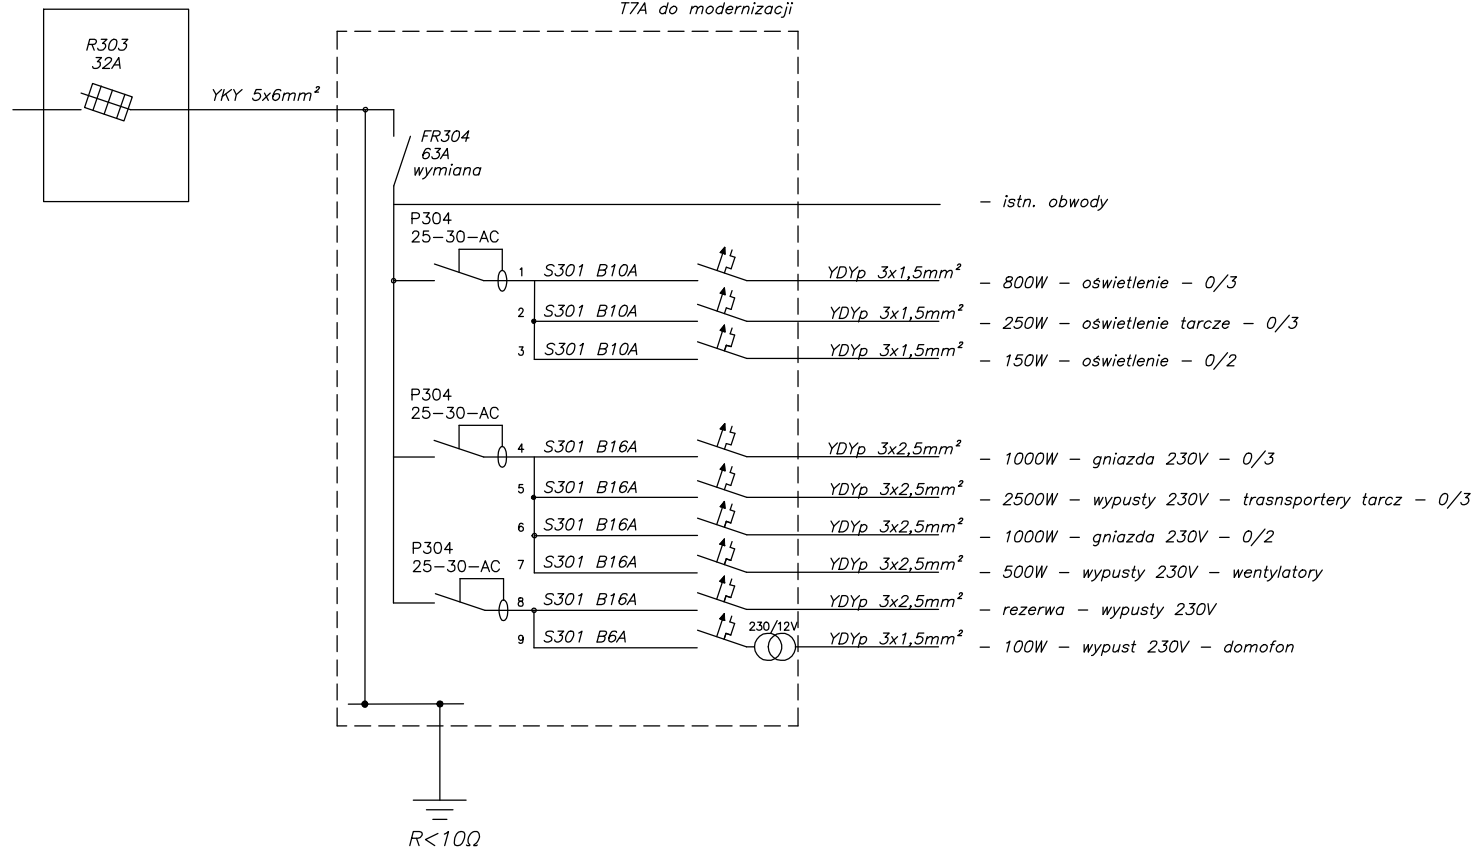 T7A do modernizacji
R303
32A
YKY 5x6mm²
FR304
63A
wymiana
– istn. obwody
P304
25–30–AC
1 S301 B10A YDYp 3x1,5mm² – 800W – oświetlenie – 0/3
2 S301 B10A YDYp 3x1,5mm² – 250W – oświetlenie tarcze – 0/3
3 S301 B10A YDYp 3x1,5mm² – 150W – oświetlenie – 0/2
P304
25–30–AC
4 S301 B16A YDYp 3x2,5mm² – 1000W – gniazda 230V – 0/3
5 S301 B16A YDYp 3x2,5mm² – 2500W – wypusty 230V – trasnsportery tarcz – 0/3
6 S301 B16A YDYp 3x2,5mm² – 1000W – gniazda 230V – 0/2
7 S301 B16A YDYp 3x2,5mm² – 500W – wypusty 230V – wentylatory
P304
25–30–AC
8 S301 B16A YDYp 3x2,5mm² – rezerwa – wypusty 230V
9 S301 B6A 230/12V YDYp 3x1,5mm² – 100W – wypust 230V – domofon
R<10Ω